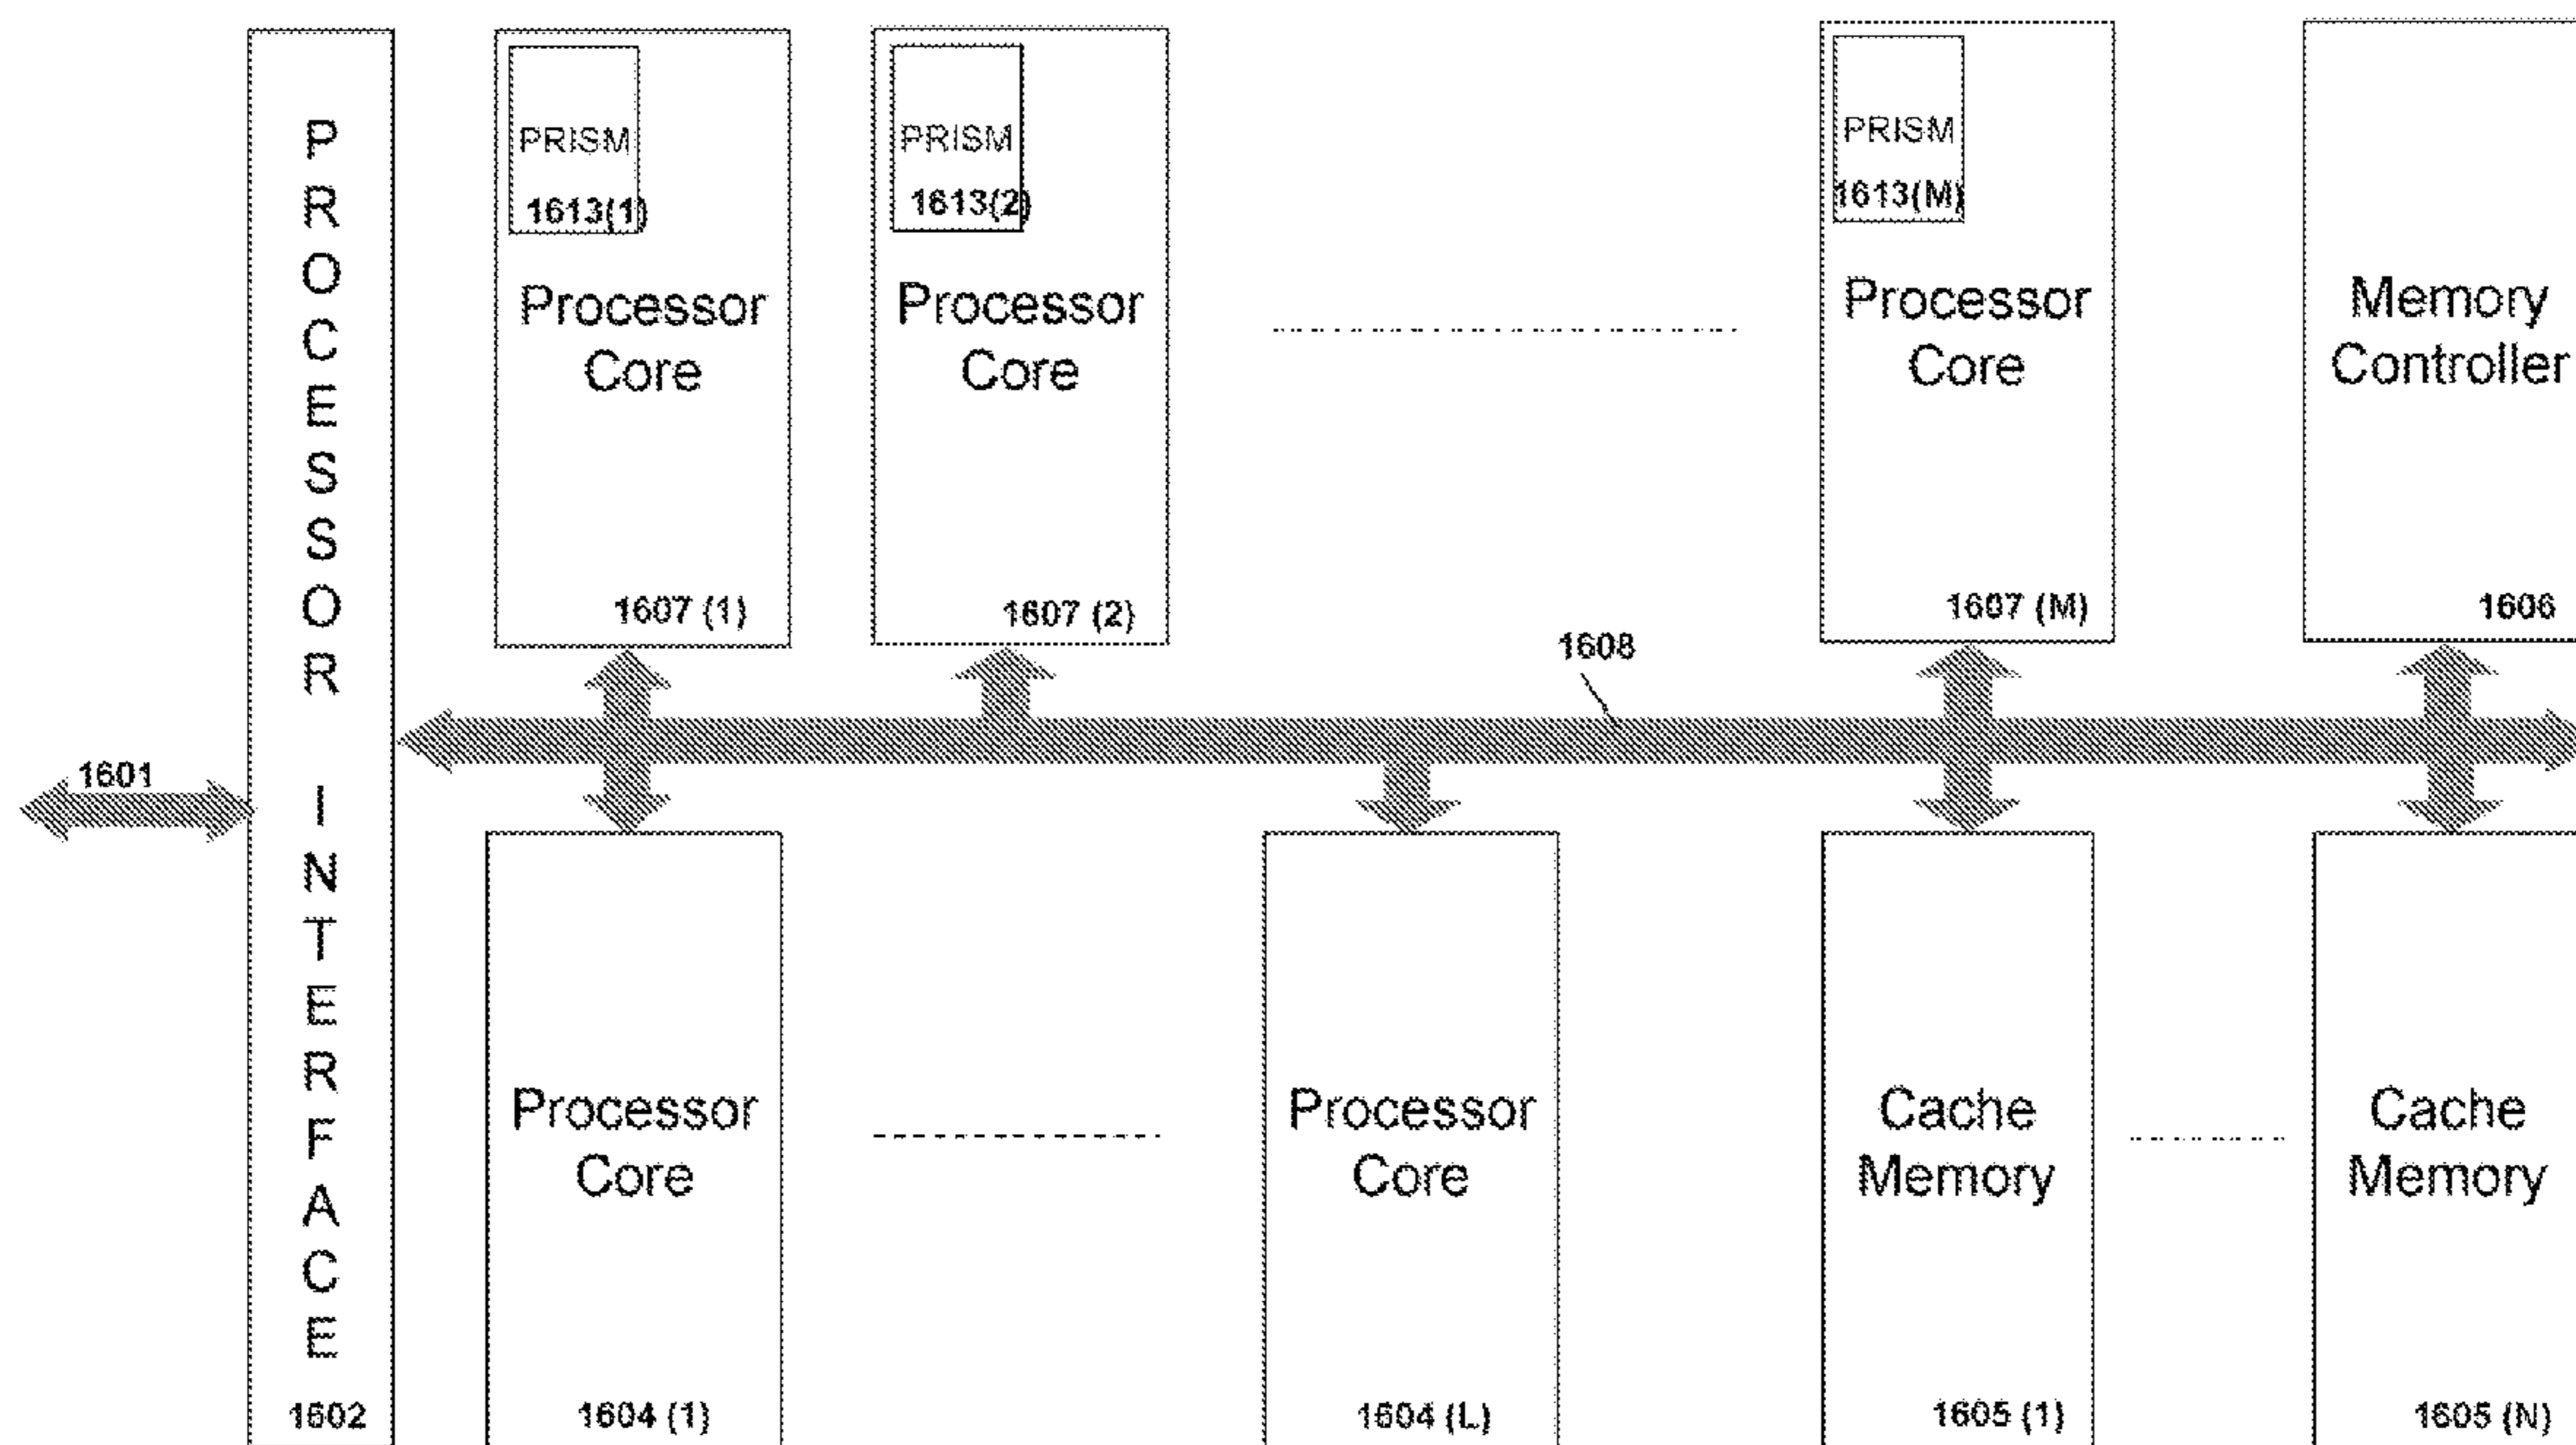 PROCESSOR INTERFACE
1602
1601
PRISM
1613(1)
Processor
Core
1607 (1)
PRISM
1613(2)
Processor
Core
1607 (2)
PRISM
1613(M)
Processor
Core
1607 (M)
Memory
Controller
1606
1608
Processor
Core
1604 (1)
Processor
Core
1604 (L)
Cache
Memory
1605 (1)
Cache
Memory
1605 (N)